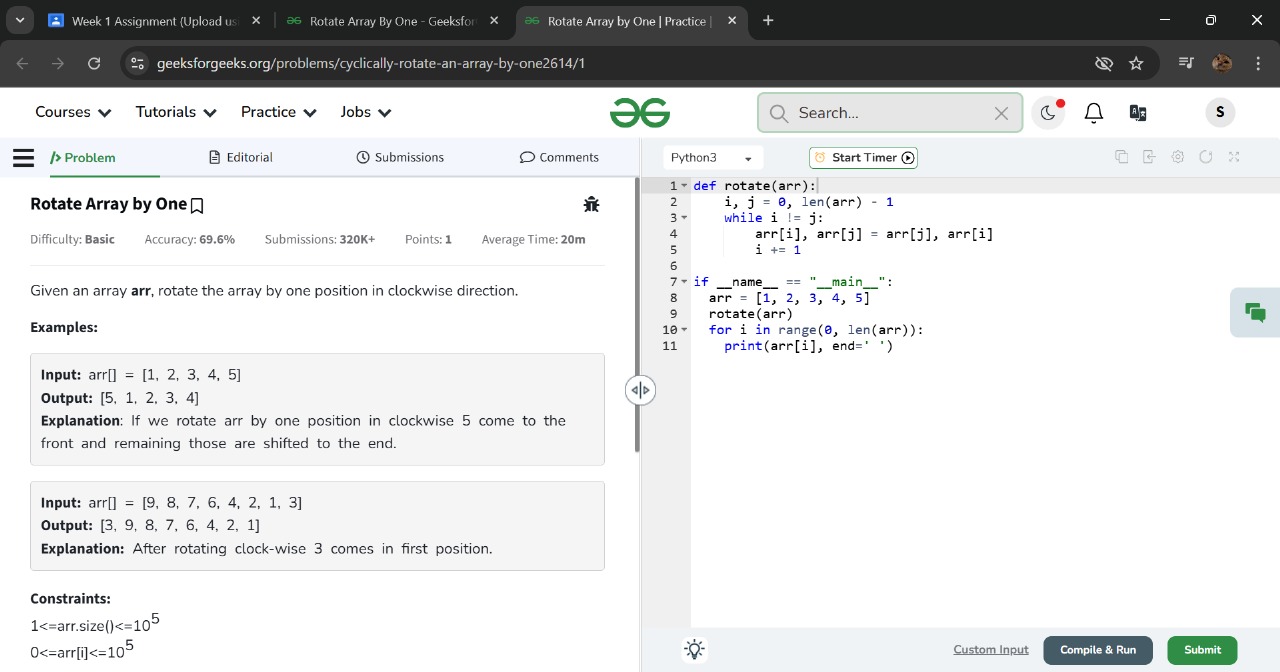 Week 1 Assignment (Upload us
Rotate Array By One - Geeksfor
Rotate Array by One | Practice |
geeksforgeeks.org/problems/cyclically-rotate-an-array-by-one2614/1
Courses Tutorials Practice Jobs
Search...
S
Problem
Editorial
Submissions
Comments
Rotate Array by One
Difficulty: Basic Accuracy: 69.6% Submissions: 320K+ Points: 1 Average Time: 20m
Given an array arr, rotate the array by one position in clockwise direction.
Examples:
Input: arr[] = [1, 2, 3, 4, 5]
Output: [5, 1, 2, 3, 4]
Explanation: If we rotate arr by one position in clockwise 5 come to the
front and remaining those are shifted to the end.
Input: arr[] = [9, 8, 7, 6, 4, 2, 1, 3]
Output: [3, 9, 8, 7, 6, 4, 2, 1]
Explanation: After rotating clock-wise 3 comes in first position.
Constraints:
1<=arr.size()<=10^5
0<=arr[i]<=10^5
Python3
Start Timer
1 def rotate(arr):
2     i, j = 0, len(arr) - 1
3     while i != j:
4         arr[i], arr[j] = arr[j], arr[i]
5         i += 1
6
7 if __name__ == "__main__":
8   arr = [1, 2, 3, 4, 5]
9   rotate(arr)
10   for i in range(0, len(arr)):
11     print(arr[i], end=' ')
Custom Input
Compile & Run
Submit